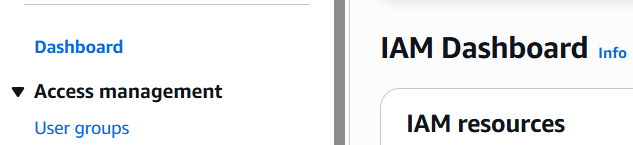 Dashboard
Access management
User groups
IAM Dashboard Info
IAM resources